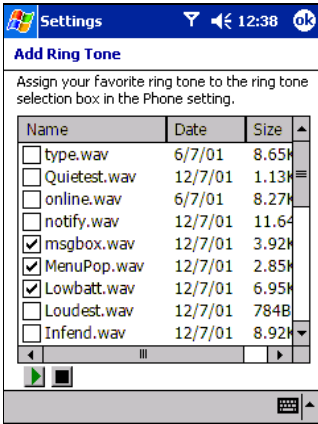 Settings 12:38 ok
Add Ring Tone
Assign your favorite ring tone to the ring tone
selection box in the Phone setting.
Name Date Size
type.wav 6/7/01 8.65K
Quietest.wav 12/7/01 1.13K
online.wav 6/7/01 8.27K
notify.wav 12/7/01 11.64
msgbox.wav 12/7/01 3.92K
MenuPop.wav 12/7/01 2.85K
Lowbatt.wav 12/7/01 6.95K
Loudest.wav 12/7/01 784B
Infend.wav 12/7/01 8.92K